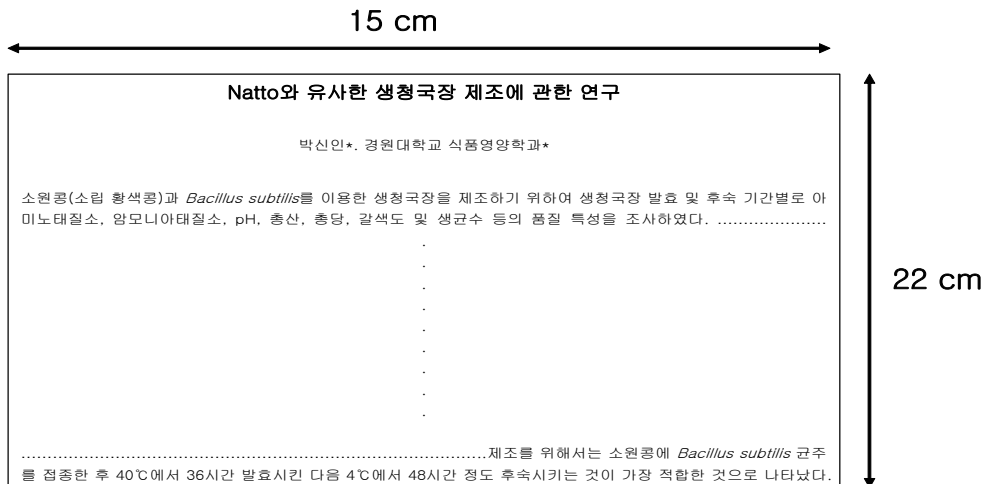 15 cm
Natto와 유사한 생청국장 제조에 관한 연구
박신인*. 경원대학교 식품영양학과*
소원콩(소립 황색콩)과 Bacillus subtilis를 이용한 생청국장을 제조하기 위하여 생청국장 발효 및 후숙 기간별로 아
미노태질소, 암모니아태질소, pH, 총산, 총당, 갈색도 및 생균수 등의 품질 특성을 조사하였다. .....................
.
.
.
.
.
.
.
.
.
22 cm
.........................................................................................제조를 위해서는 소원콩에 Bacillus subtilis 균주
를 접종한 후 40℃에서 36시간 발효시킨 다음 4℃에서 48시간 정도 후숙시키는 것이 가장 적합한 것으로 나타났다.